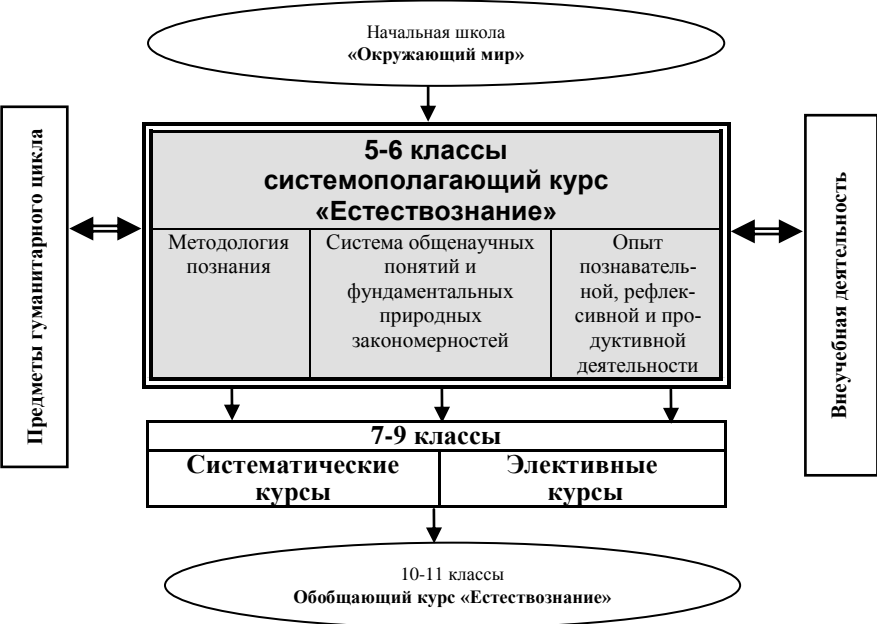 Начальная школа
«Окружающий мир»
Предметы гуманитарного цикла
5-6 классы
системополагающий курс
«Естествознание»
Методология
познания
Система общенаучных
понятий и
фундаментальных
природных
закономерностей
Опыт
познаватель-
ной, рефлек-
сивной и про-
дуктивной
деятельности
Внеучебная деятельность
7-9 классы
Систематические
курсы
Элективные
курсы
10-11 классы
Обобщающий курс «Естествознание»